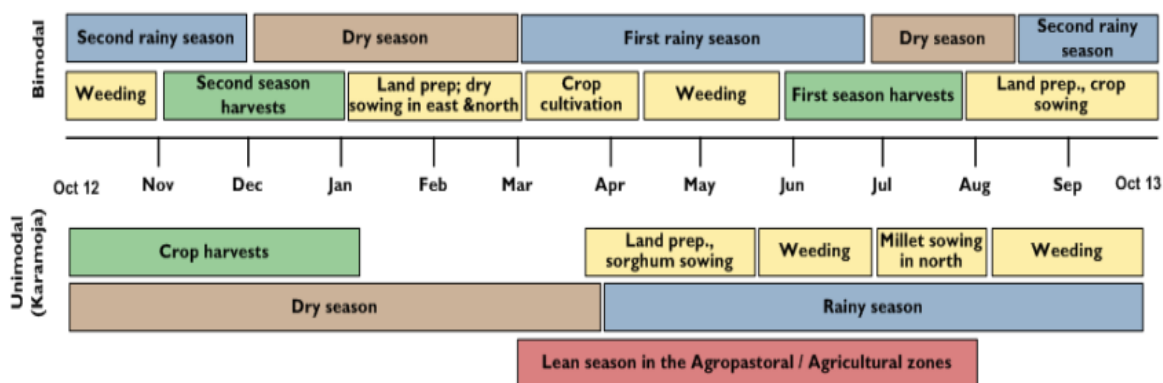 Bimodal
Second rainy season
Dry season
First rainy season
Dry season
Second rainy
season
Weeding
Second season
harvests
Land prep; dry
sowing in east &north
Crop
cultivation
Weeding
First season harvests
Land prep., crop
sowing
Oct 12
Nov
Dec
Jan
Feb
Mar
Apr
May
Jun
Jul
Aug
Sep
Oct 13
Unimodal
(Karamoja)
Crop harvests
Land prep.,
sorghum sowing
Weeding
Millet sowing
in north
Weeding
Dry season
Rainy season
Lean season in the Agropastoral / Agricultural zones